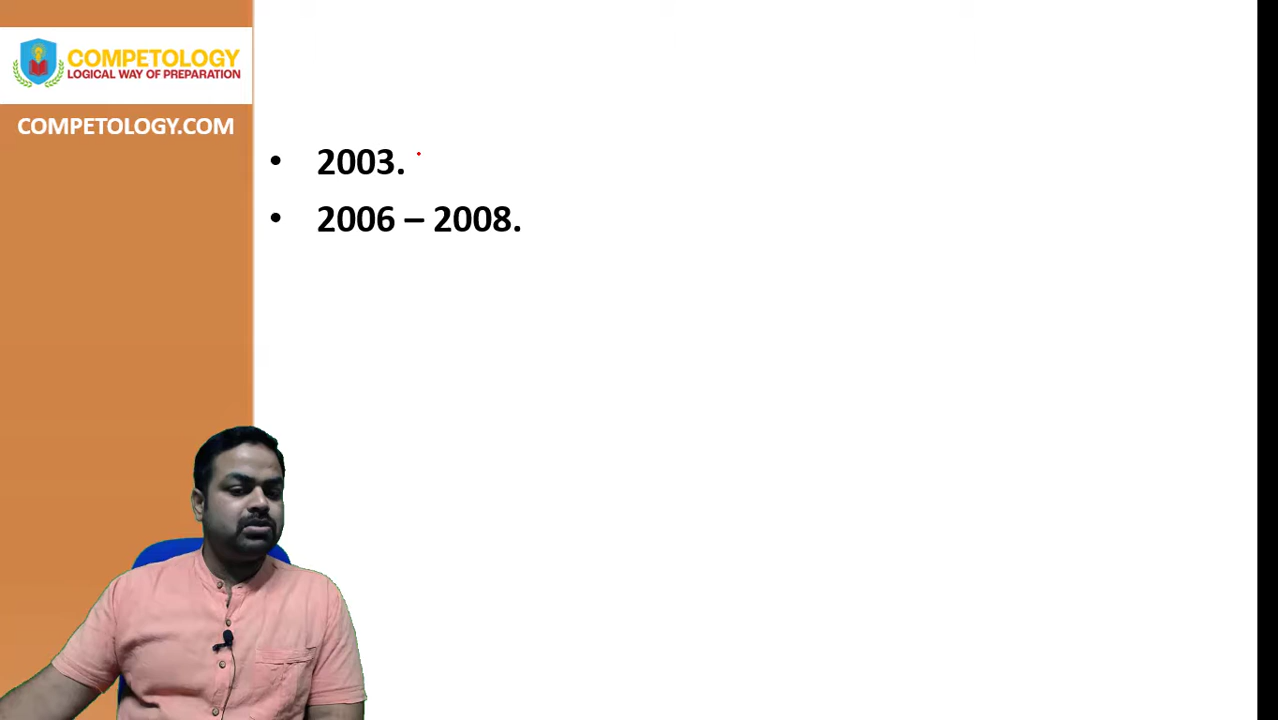 COMPETOLOGY
LOGICAL WAY OF PREPARATION
COMPETOLOGY.COM
• 2003.
• 2006 – 2008.